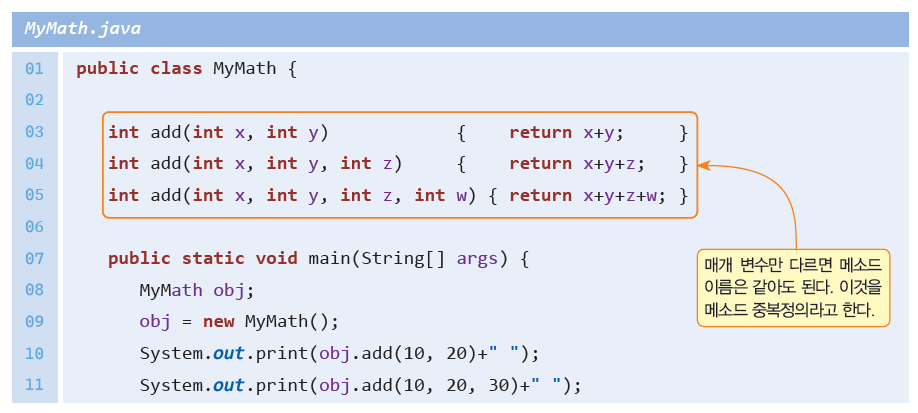 MyMath.java
01 public class MyMath {
02
03 int add(int x, int y) { return x+y; }
04 int add(int x, int y, int z) { return x+y+z; }
05 int add(int x, int y, int z, int w) { return x+y+z+w; }
06
07 public static void main(String[] args) {
08 MyMath obj;
09 obj = new MyMath();
10 System.out.print(obj.add(10, 20)+" ");
11 System.out.print(obj.add(10, 20, 30)+" ");
매개 변수만 다르면 메소드
이름은 같아도 된다. 이것을
메소드 중복정의라고 한다.